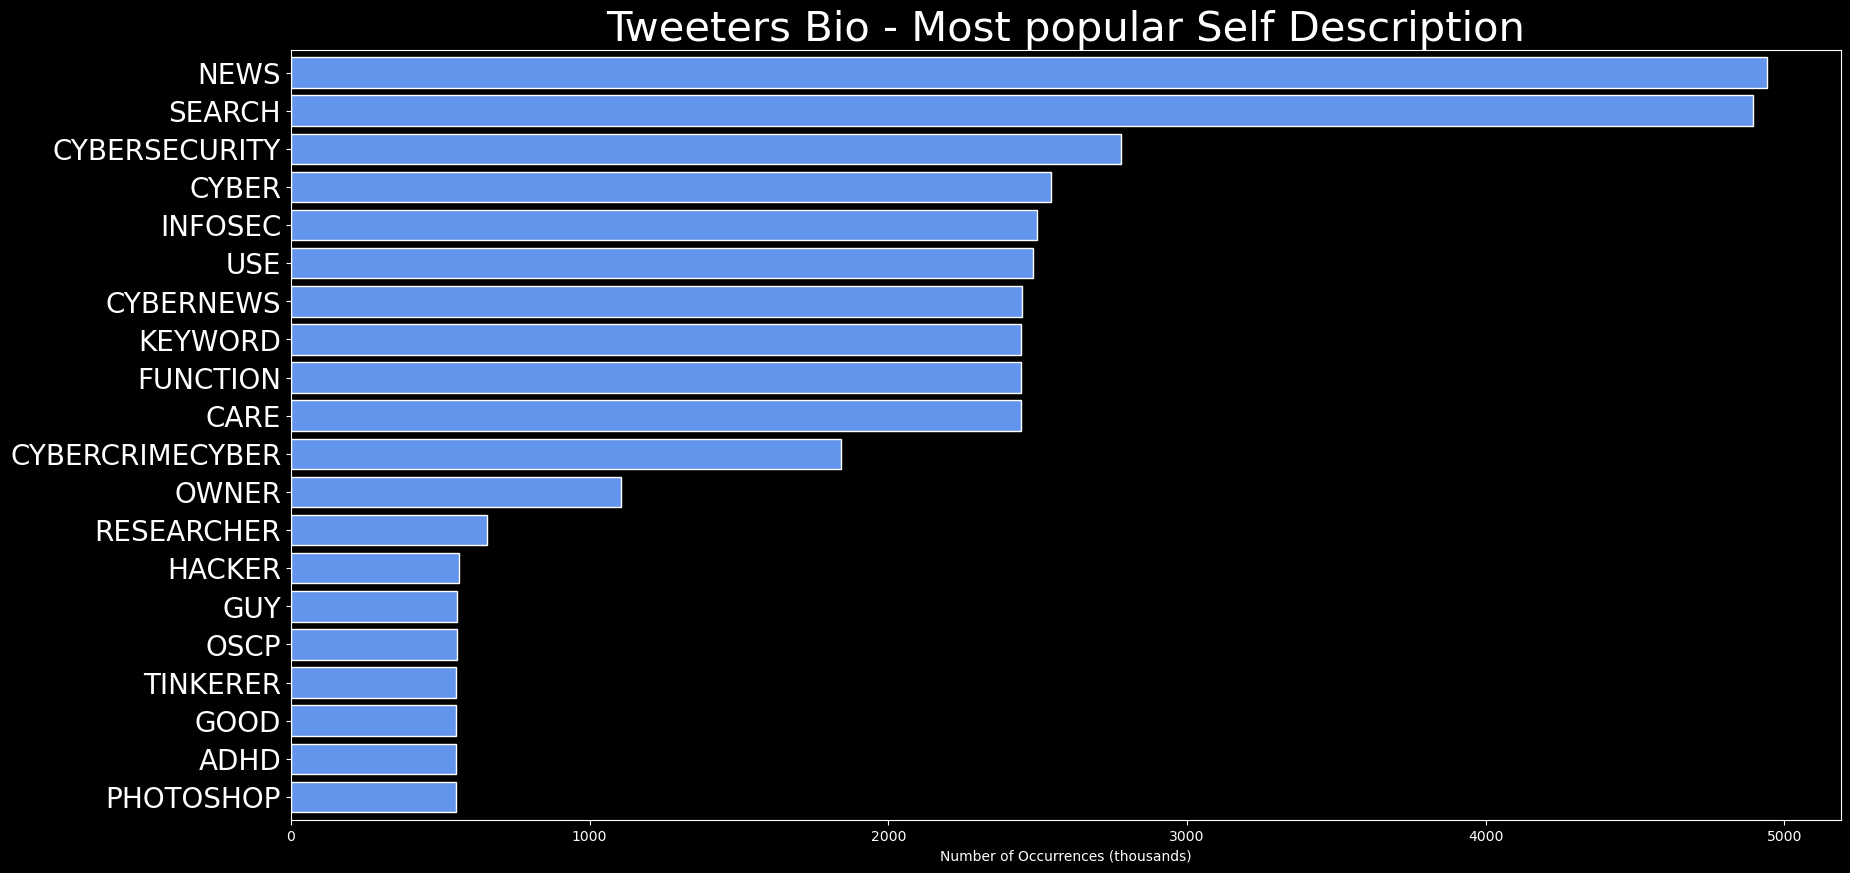 Tweeters Bio - Most popular Self Description
NEWS
SEARCH
CYBERSECURITY
CYBER
INFOSEC
USE
CYBERNEWS
KEYWORD
FUNCTION
CARE
CYBERCRIMECYBER
OWNER
RESEARCHER
HACKER
GUY
OSCP
TINKERER
GOOD
ADHD
PHOTOSHOP
0 1000 2000 3000 4000 5000
Number of Occurrences (thousands)